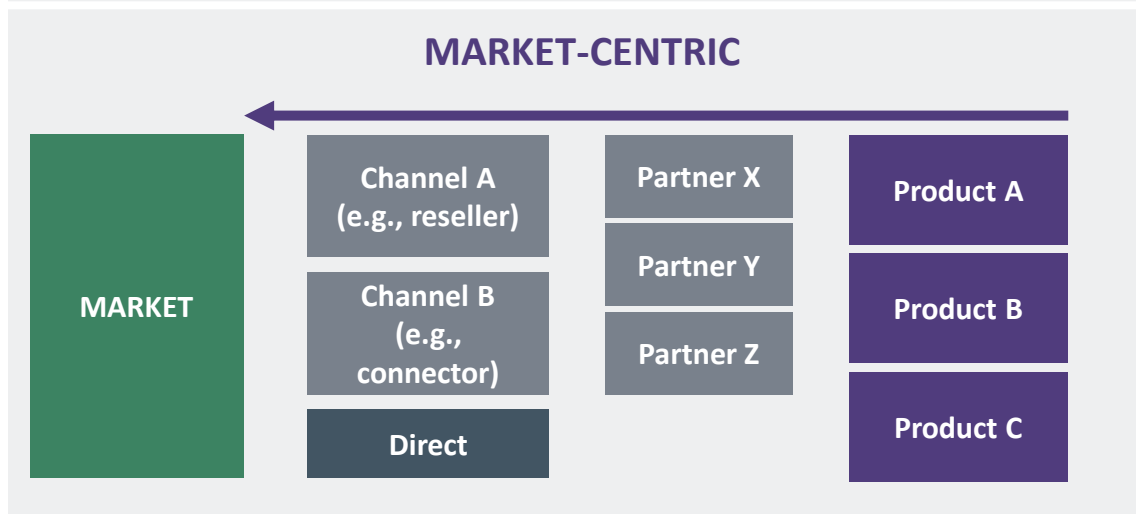 MARKET-CENTRIC
MARKET
Channel A
(e.g., reseller)
Channel B
(e.g.,
connector)
Direct
Partner X
Partner Y
Partner Z
Product A
Product B
Product C